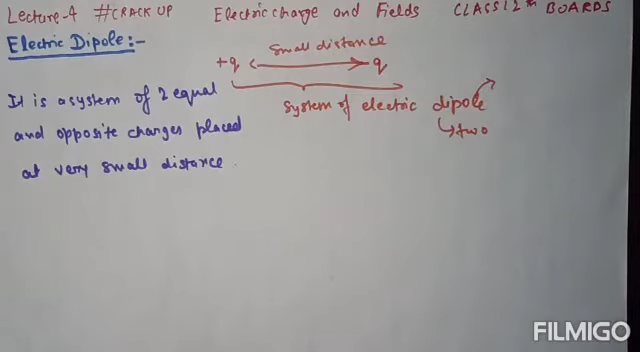 Lecture-4 #CRACK UP Electric charge and Fields CLASS 12th BOARDS
Electric Dipole:-
small distance
+q -q
It is a system of 2 equal
and opposite charges placed
at very small distance.
System of electric dipole
two
FILMIGO